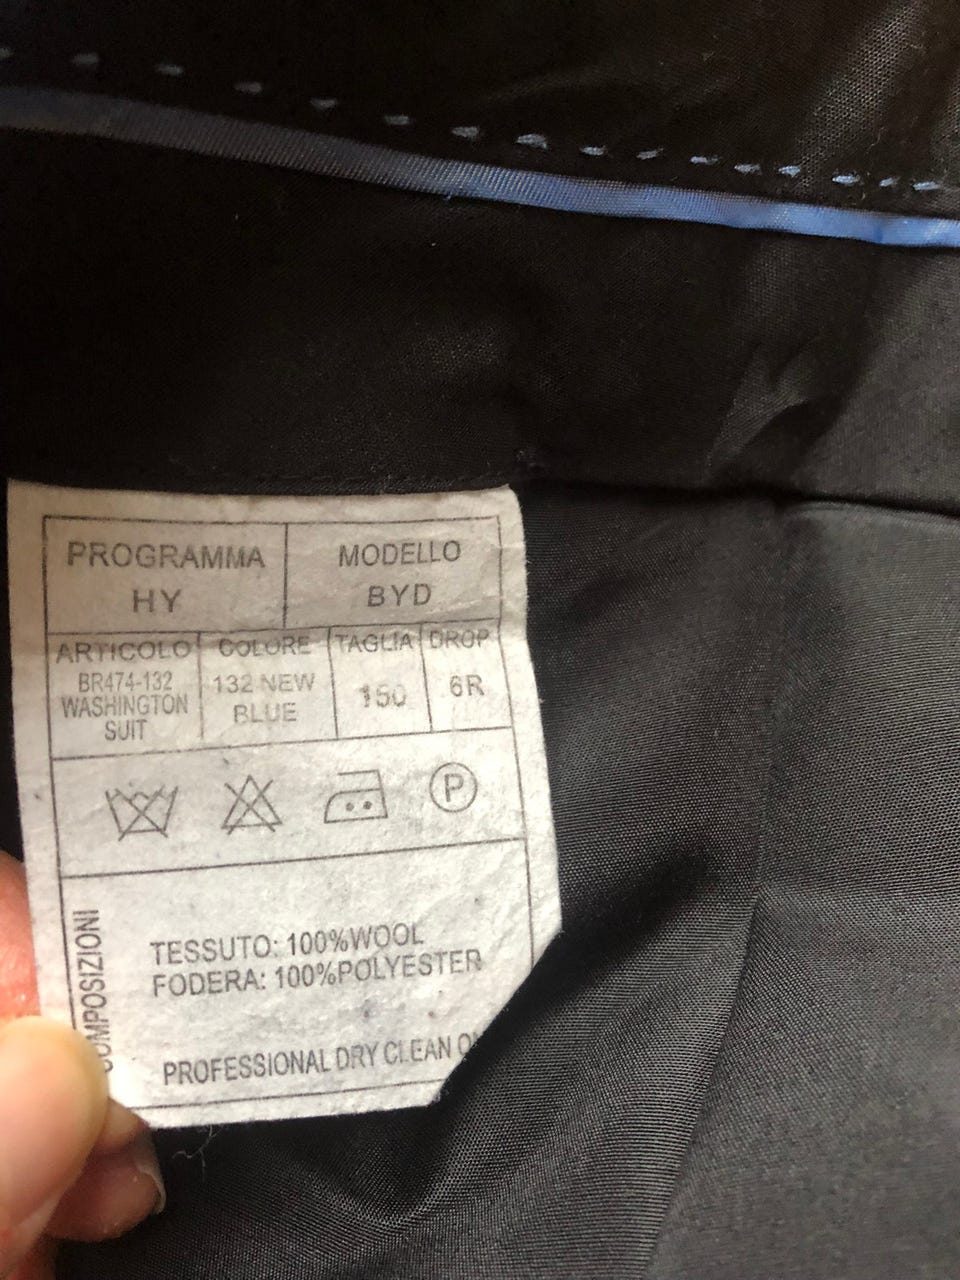 PROGRAMMA
HY
MODELLO
BYD
ARTICOLO
BR474-132
WASHINGTON
SUIT
COLORE
132 NEW
BLUE
TAGLIA
150
DROP
6R
P
COMPOSIZIONI
TESSUTO: 100%WOOL
FODERA: 100%POLYESTER
PROFESSIONAL DRY CLEAN